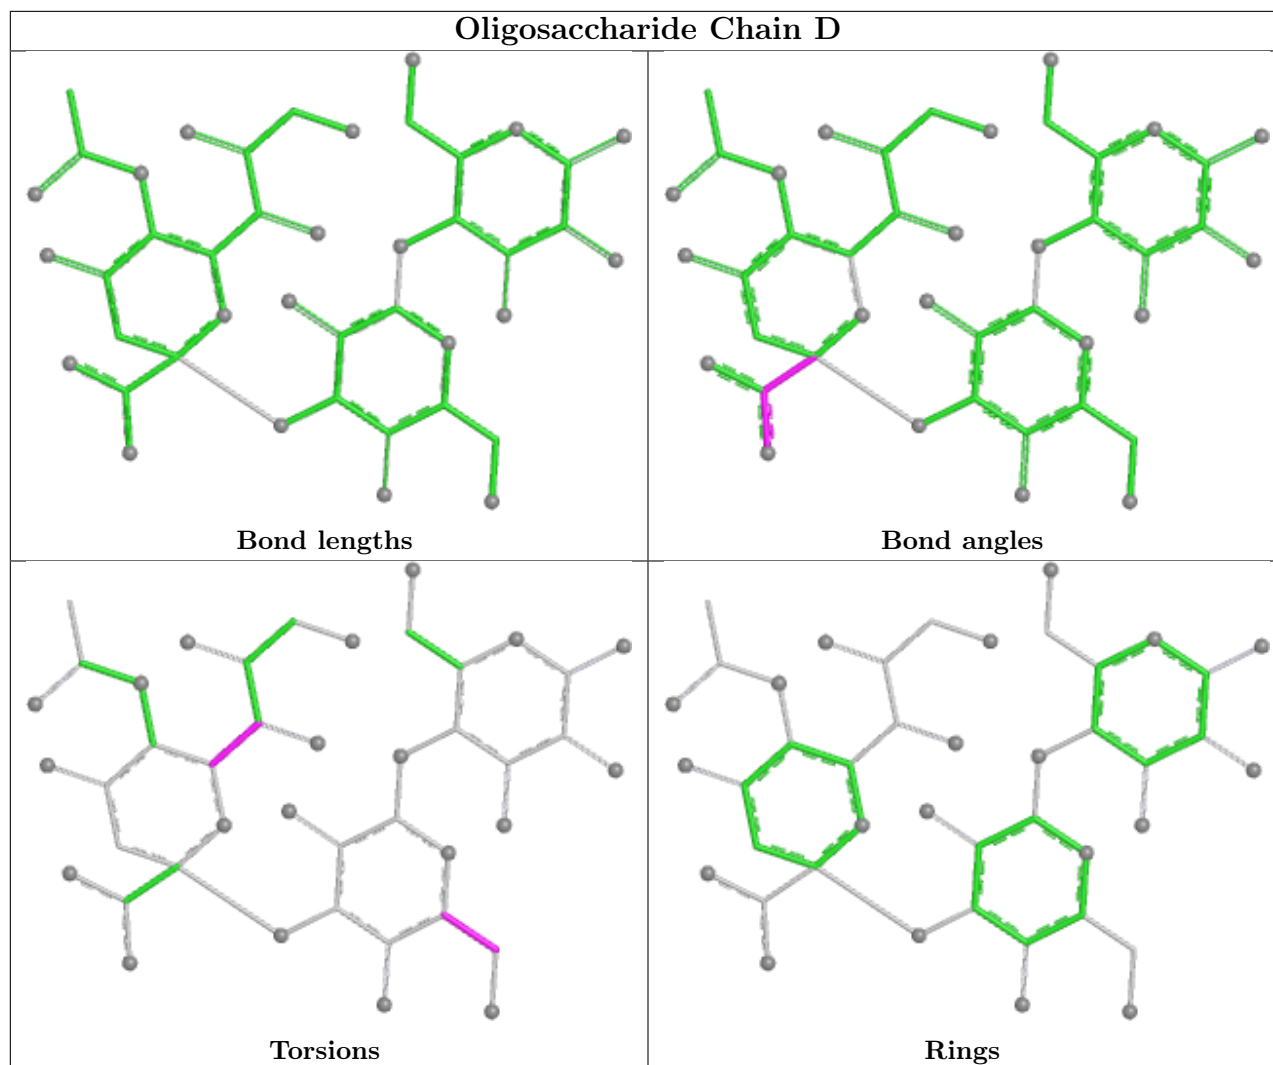 Oligosaccharide Chain D
Bond lengths
Bond angles
Torsions
Rings